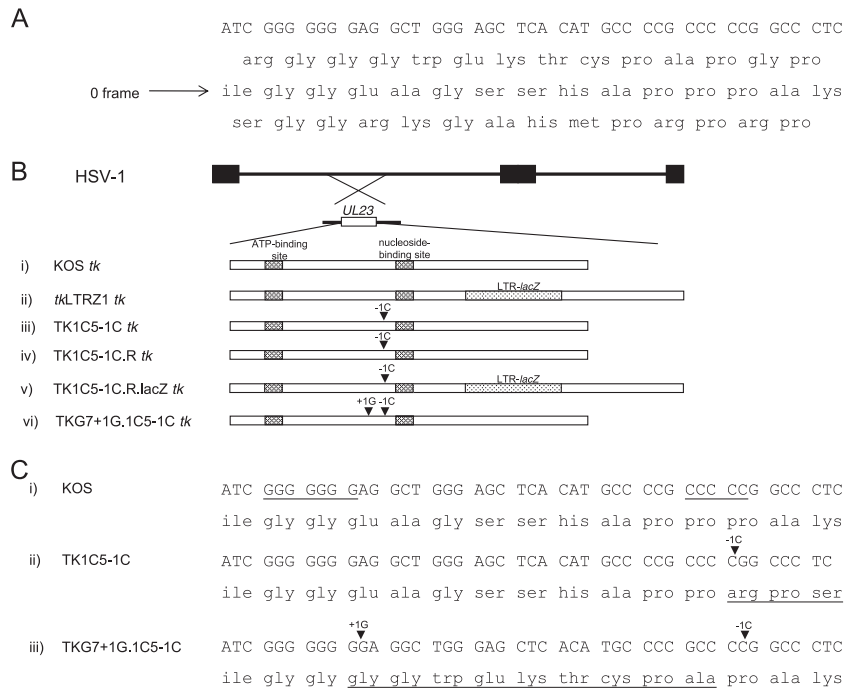 A
ATC GGG GGG GAG GCT GGG AGC TCA CAT GCC CCG CCC CCG GCC CTC
arg gly gly gly trp glu lys thr cys pro ala pro gly pro
0 frame ile gly gly glu ala gly ser ser his ala pro pro pro ala lys
ser gly gly arg lys gly ala his met pro arg pro arg pro
B
HSV-1
UL23
ATP-binding site
nucleoside-binding site
i) KOS tk
LTR-lacZ
ii) tkLTRZ1 tk
-1C
iii) TK1C5-1C tk
-1C
iv) TK1C5-1C.R tk
-1C
LTR-lacZ
v) TK1C5-1C.R.lacZ tk
+1G -1C
vi) TKG7+1G.1C5-1C tk
C
i) KOS ATC GGG GGG GAG GCT GGG AGC TCA CAT GCC CCG CCC CCG GCC CTC
ile gly gly glu ala gly ser ser his ala pro pro pro ala lys
-1C
ii) TK1C5-1C ATC GGG GGG GAG GCT GGG AGC TCA CAT GCC CCG CCC CGG CCC TC
ile gly gly glu ala gly ser ser his ala pro pro arg pro ser
+1G -1C
iii) TKG7+1G.1C5-1C ATC GGG GGG GGA GGC TGG GAG CTC ACA TGC CCC GCC CCG GCC CTC
ile gly gly gly gly trp glu lys thr cys pro ala pro ala lys